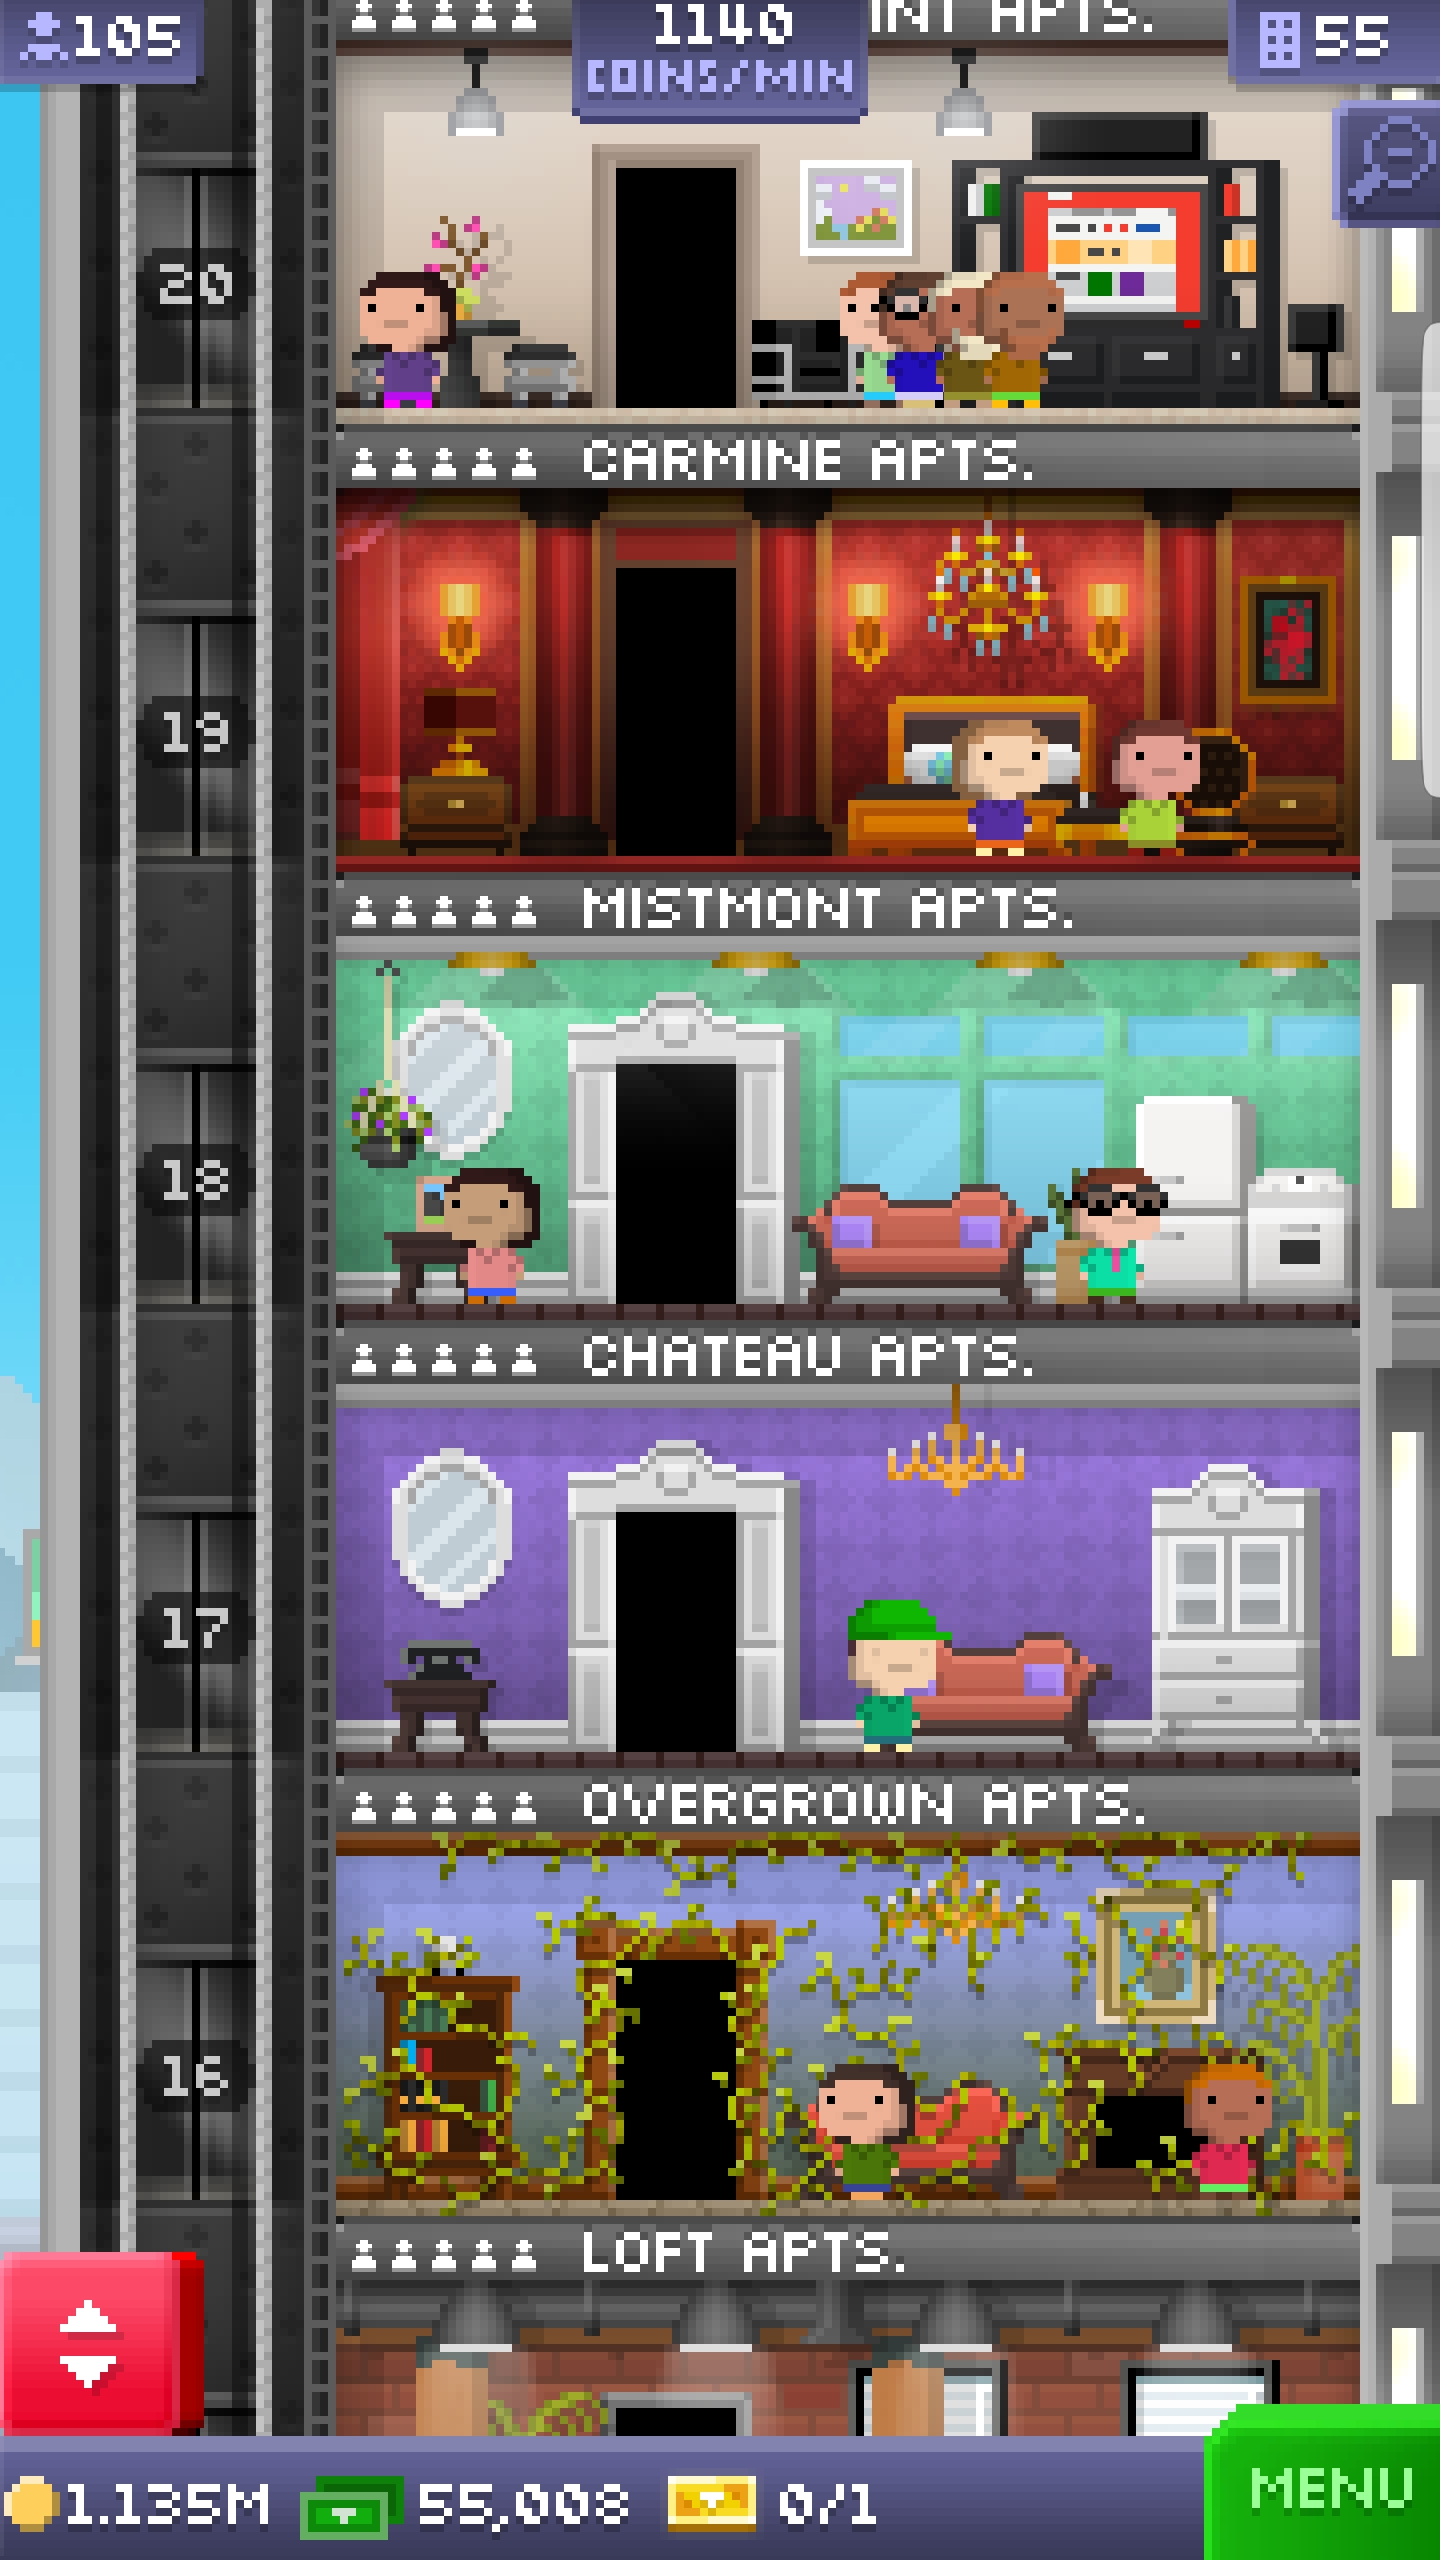 105
1140
COINS/MIN
INT APTS.
55
20
CARMINE APTS.
19
MISTMONT APTS.
18
CHATEAU APTS.
17
OVERGROWN APTS.
16
LOFT APTS.
1.135M
55,008
0/1
MENU